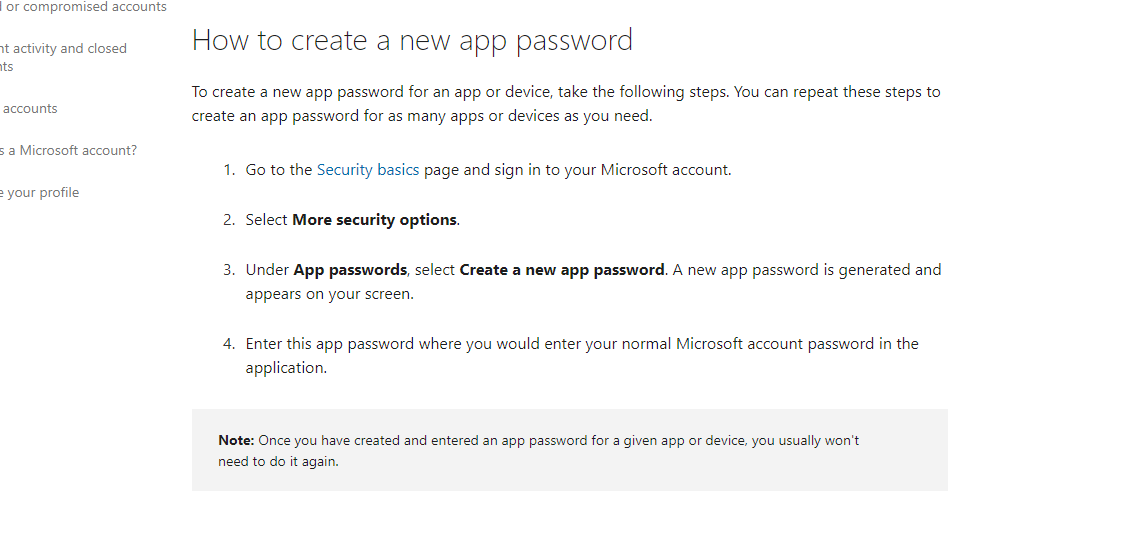 or compromised accounts
activity and closed
accounts
a Microsoft account?
your profile
How to create a new app password
To create a new app password for an app or device, take the following steps. You can repeat these steps to
create an app password for as many apps or devices as you need.
1. Go to the Security basics page and sign in to your Microsoft account.
2. Select More security options.
3. Under App passwords, select Create a new app password. A new app password is generated and
appears on your screen.
4. Enter this app password where you would enter your normal Microsoft account password in the
application.
Note: Once you have created and entered an app password for a given app or device, you usually won't
need to do it again.